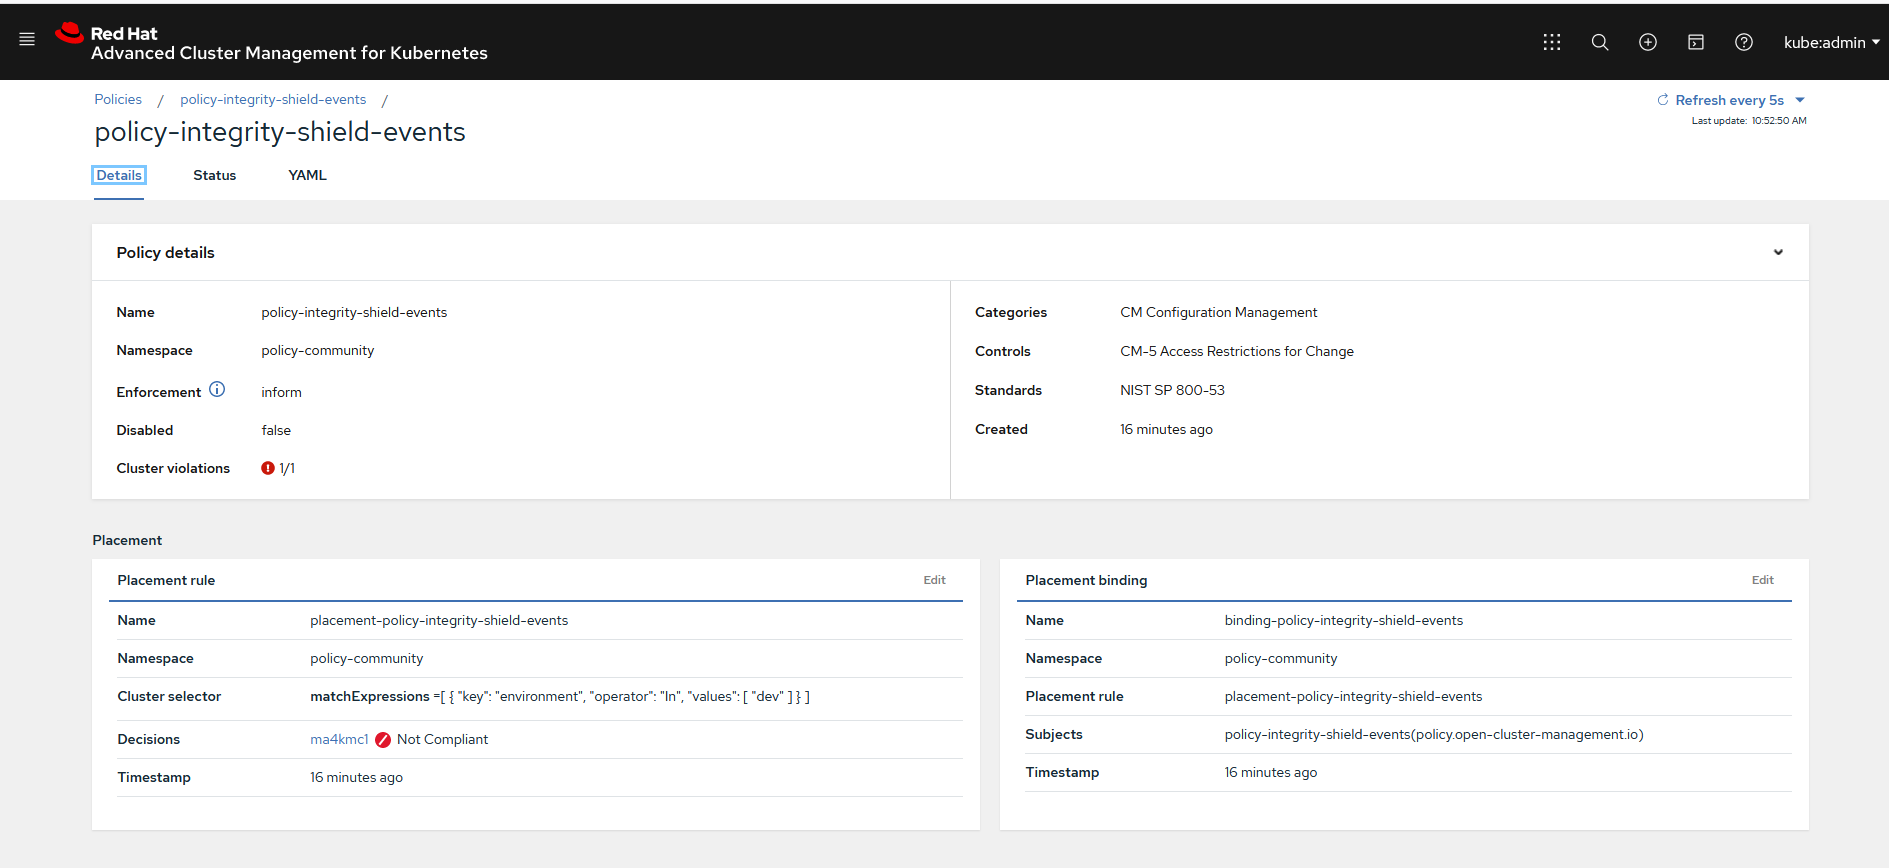 Red Hat
Advanced Cluster Management for Kubernetes
kube:admin
Policies / policy-integrity-shield-events /
Refresh every 5s
Last update: 10:52:50 AM
policy-integrity-shield-events
Details Status YAML
Policy details
Name policy-integrity-shield-events
Namespace policy-community
Enforcement inform
Disabled false
Cluster violations 1/1
Categories CM Configuration Management
Controls CM-5 Access Restrictions for Change
Standards NIST SP 800-53
Created 16 minutes ago
Placement
Placement rule Edit
Name placement-policy-integrity-shield-events
Namespace policy-community
Cluster selector matchExpressions =[ { "key": "environment", "operator": "In", "values": [ "dev" ] } ]
Decisions ma4kmc1 Not Compliant
Timestamp 16 minutes ago
Placement binding Edit
Name binding-policy-integrity-shield-events
Namespace policy-community
Placement rule placement-policy-integrity-shield-events
Subjects policy-integrity-shield-events(policy.open-cluster-management.io)
Timestamp 16 minutes ago